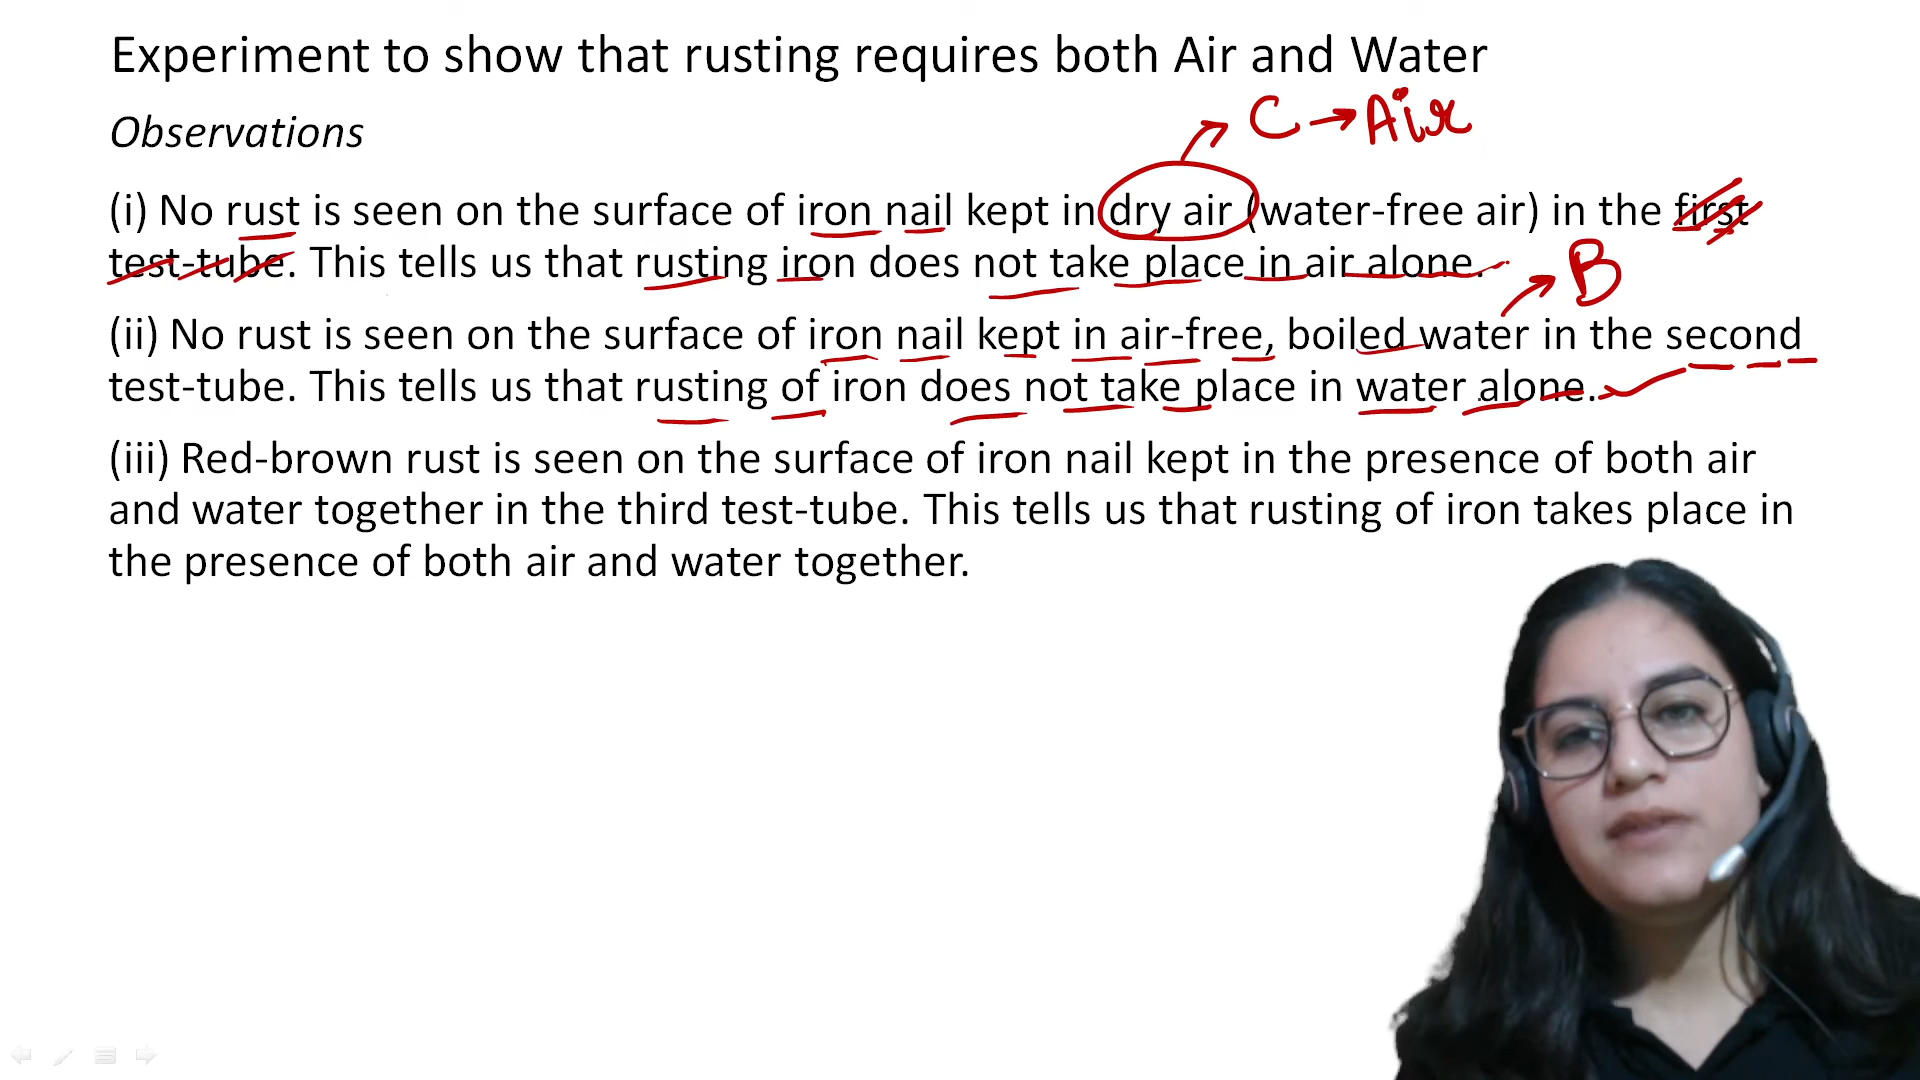 Experiment to show that rusting requires both Air and Water
C → Air
Observations
(i) No rust is seen on the surface of iron nail kept in dry air (water-free air) in the first
test-tube. This tells us that rusting iron does not take place in air alone.
B
(ii) No rust is seen on the surface of iron nail kept in air-free, boiled water in the second
test-tube. This tells us that rusting of iron does not take place in water alone.
(iii) Red-brown rust is seen on the surface of iron nail kept in the presence of both air
and water together in the third test-tube. This tells us that rusting of iron takes place in
the presence of both air and water together.